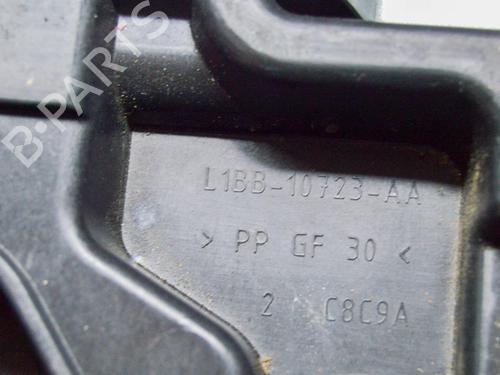 B-PARTS
L1BB-10723-AA
> PP GF 30 <
2 C8C9A